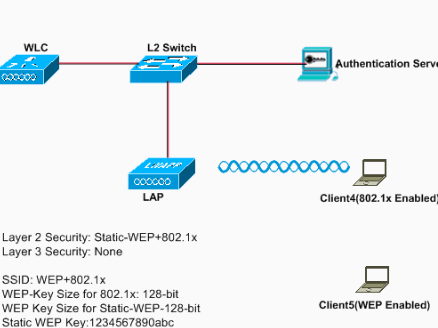 WLC
L2 Switch
Authentication Serve
LAP
Client4(802.1x Enabled)
Layer 2 Security: Static-WEP+802.1x
Layer 3 Security: None
SSID: WEP+802.1x
WEP-Key Size for 802.1x: 128-bit
WEP Key Size for Static-WEP-128-bit
Static WEP Key:1234567890abc
Client5(WEP Enabled)